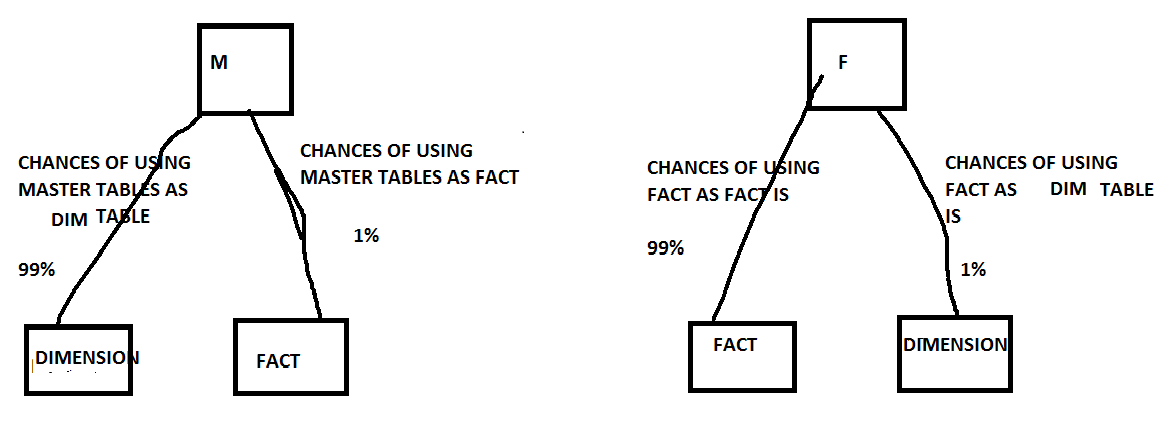 M
CHANCES OF USING
MASTER TABLES AS
DIM TABLE
99%
CHANCES OF USING
MASTER TABLES AS FACT
1%
DIMENSION
FACT
F
CHANCES OF USING
FACT AS FACT IS
99%
CHANCES OF USING
FACT AS DIM TABLE
IS
1%
FACT
DIMENSION